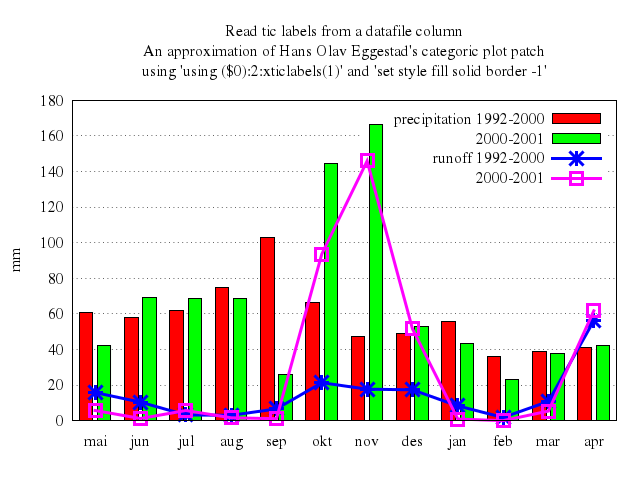 Read tic labels from a datafile column
An approximation of Hans Olav Eggestad's categoric plot patch
using 'using ($0):2:xticlabels(1)' and 'set style fill solid border -1'
180
160
140
120
100
80
60
40
20
0
mm
precipitation 1992-2000
2000-2001
runoff 1992-2000
2000-2001
mai jun jul aug sep okt nov des jan feb mar apr